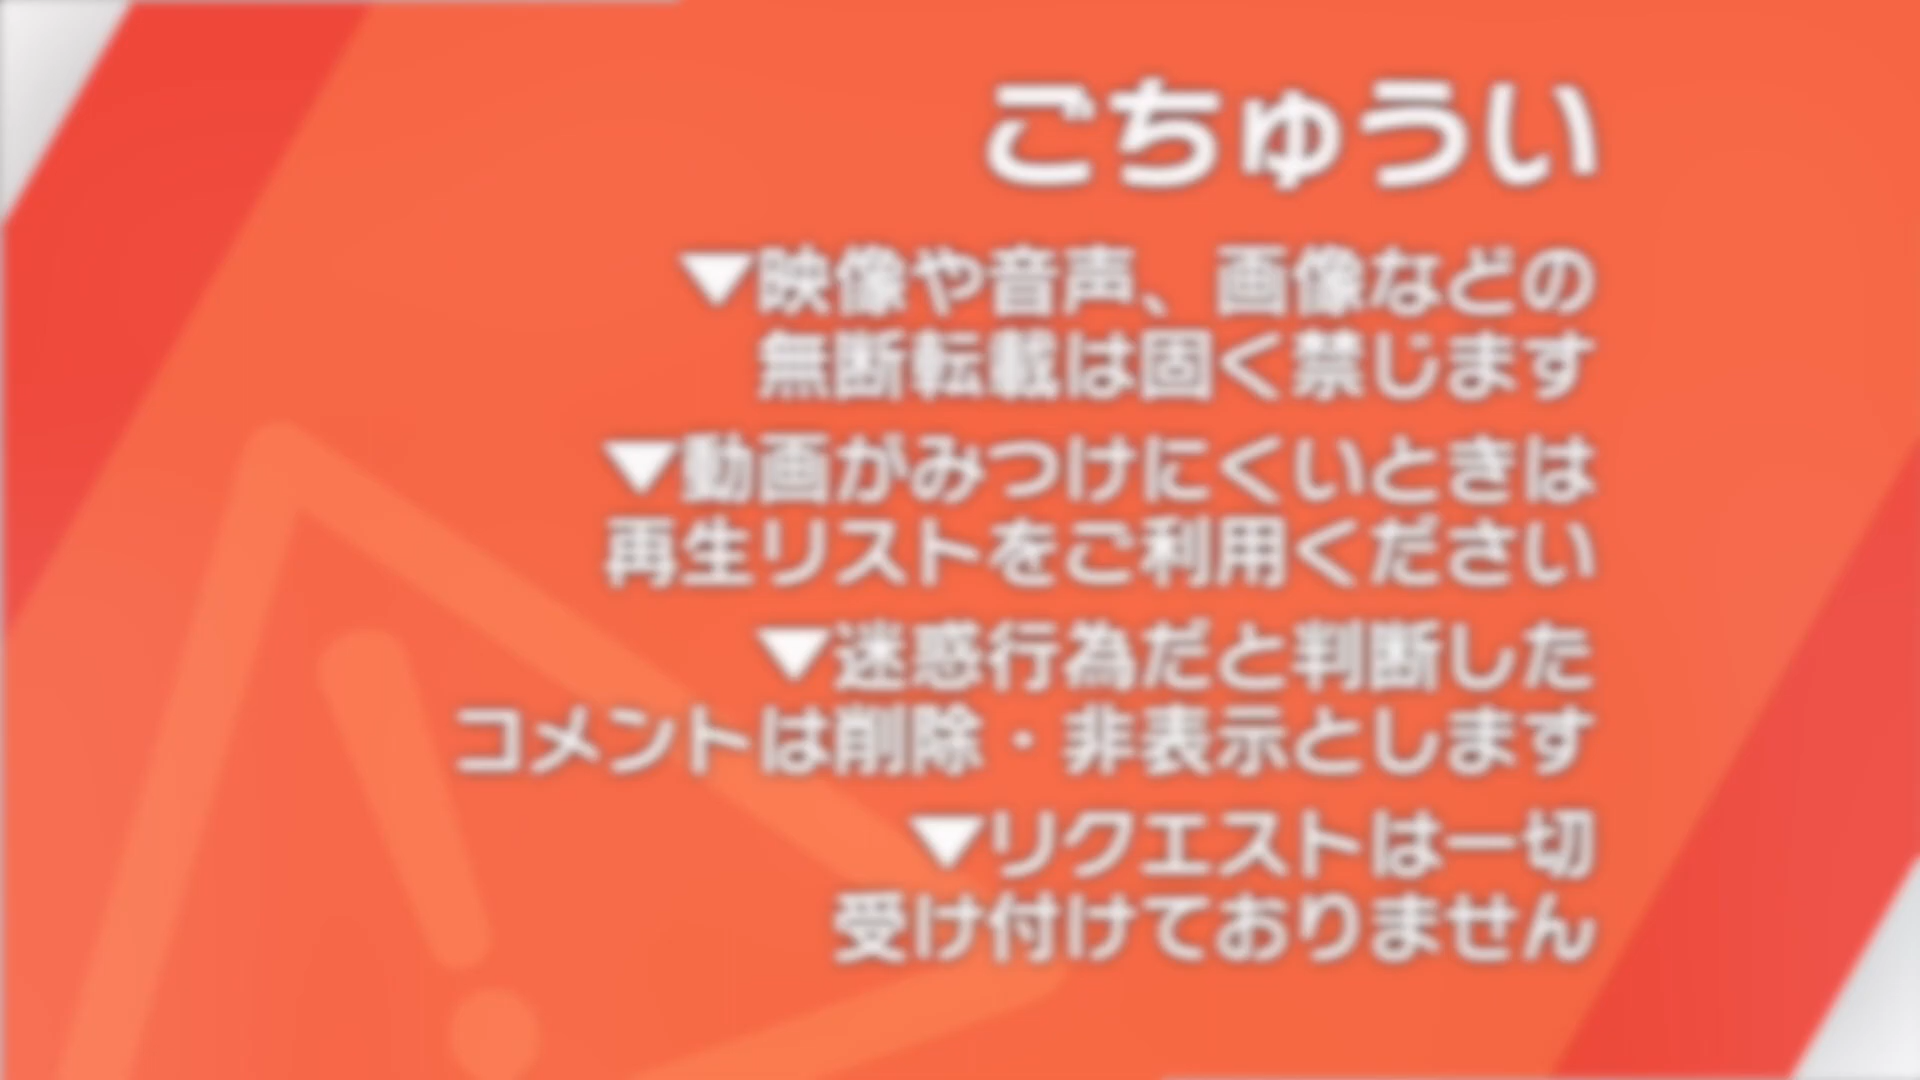 ごちゅうい
▼映像や音声、画像などの
無断転載は固く禁じます
▼動画がみつけにくいときは
再生リストをご利用ください
▼迷惑行為だと判断した
コメントは削除・非表示とします
▼リクエストは一切
受け付けておりません